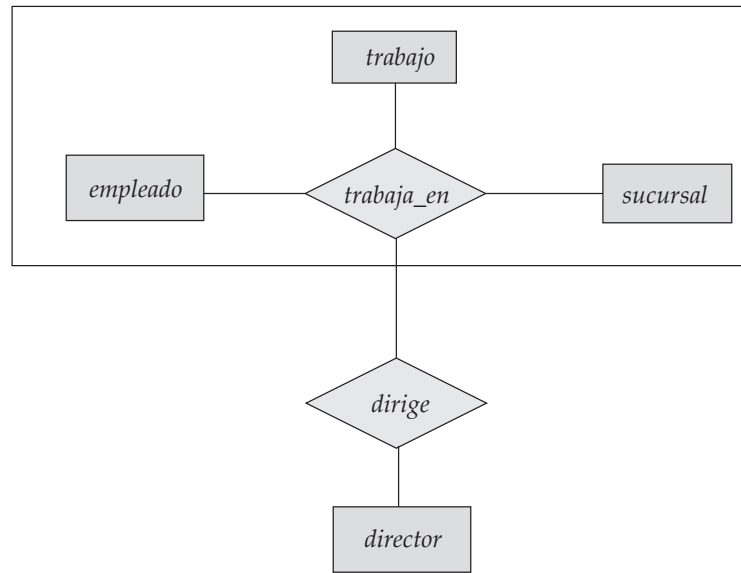 trabajo
empleado
trabaja_en
sucursal
dirige
director